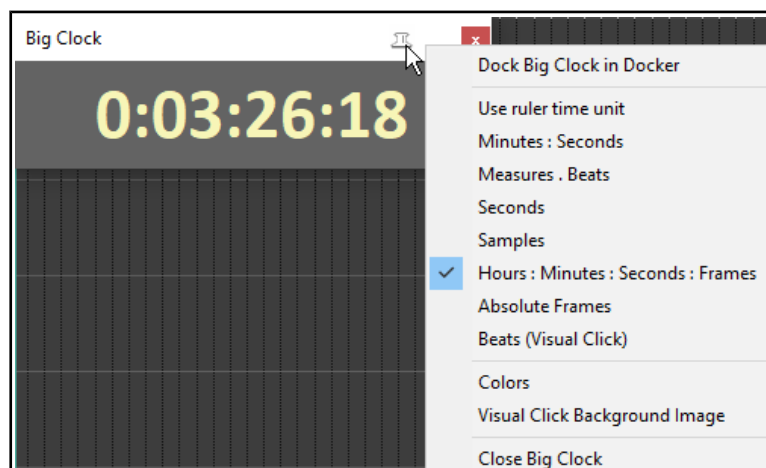 Big Clock
x
0:03:26:18
Dock Big Clock in Docker
Use ruler time unit
Minutes : Seconds
Measures . Beats
Seconds
Samples
Hours : Minutes : Seconds : Frames
Absolute Frames
Beats (Visual Click)
Colors
Visual Click Background Image
Close Big Clock